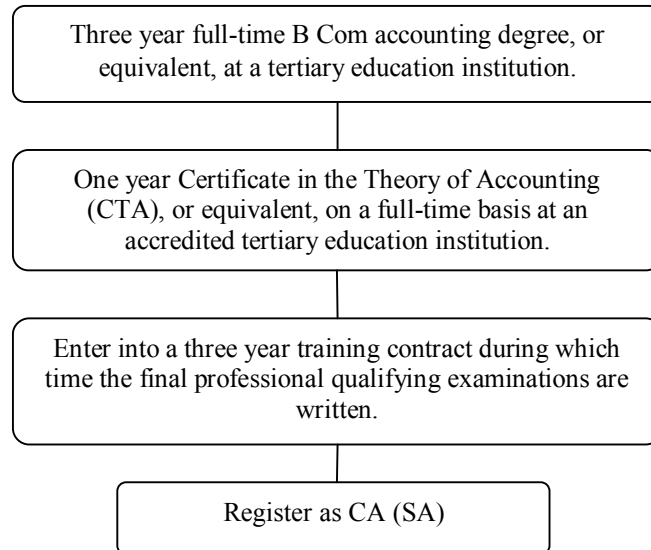 Three year full-time B Com accounting degree, or
equivalent, at a tertiary education institution.
One year Certificate in the Theory of Accounting
(CTA), or equivalent, on a full-time basis at an
accredited tertiary education institution.
Enter into a three year training contract during which
time the final professional qualifying examinations are
written.
Register as CA (SA)